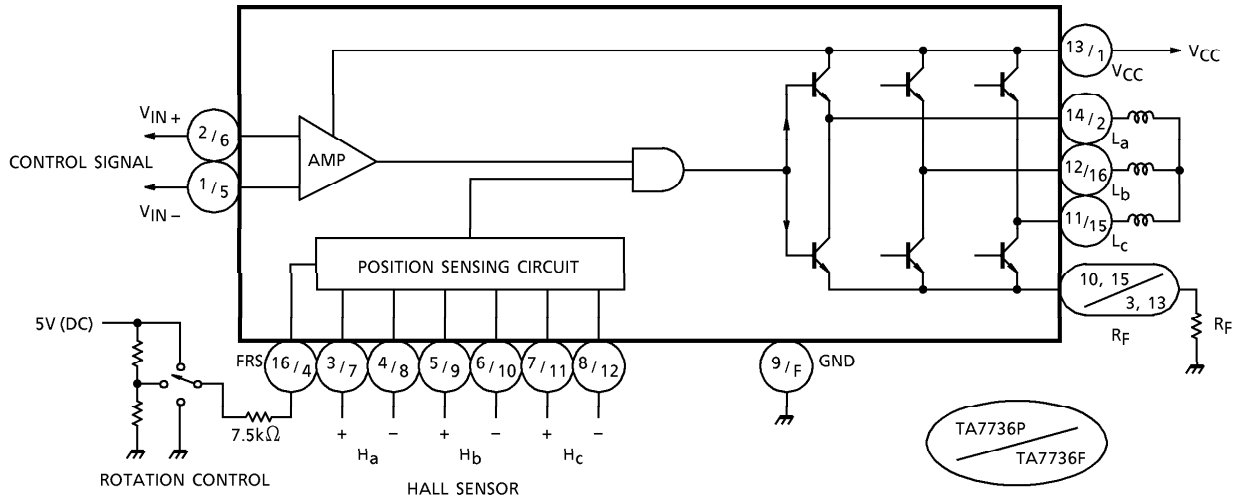 13/1
VCC
VCC
VIN+
2/6
14/2
La
CONTROL SIGNAL
AMP
12/16
Lb
1/5
VIN−
11/15
Lc
POSITION SENSING CIRCUIT
10, 15
3, 13
RF
RF
5V (DC)
FRS
16/4
3/7
4/8
5/9
6/10
7/11
8/12
9/F
GND
7.5kΩ
+ − + − + −
Ha Hb Hc
ROTATION CONTROL
HALL SENSOR
TA7736P
TA7736F